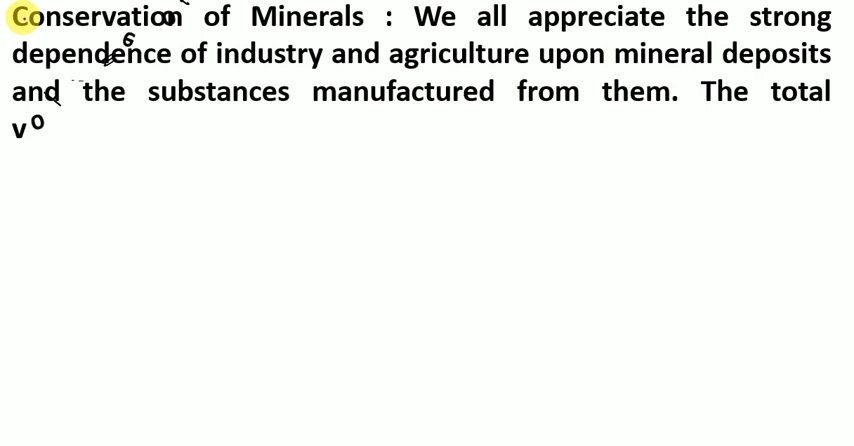 Conservation of Minerals : We all appreciate the strong
dependence of industry and agriculture upon mineral deposits
and the substances manufactured from them. The total
vo